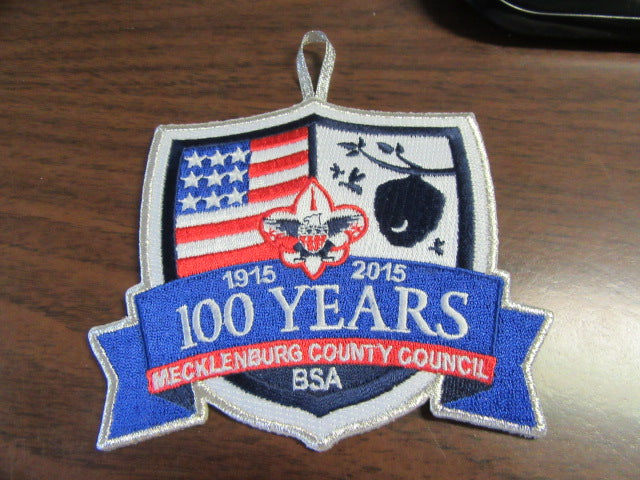 1915 2015
100 YEARS
MECKLENBURG COUNTY COUNCIL
BSA